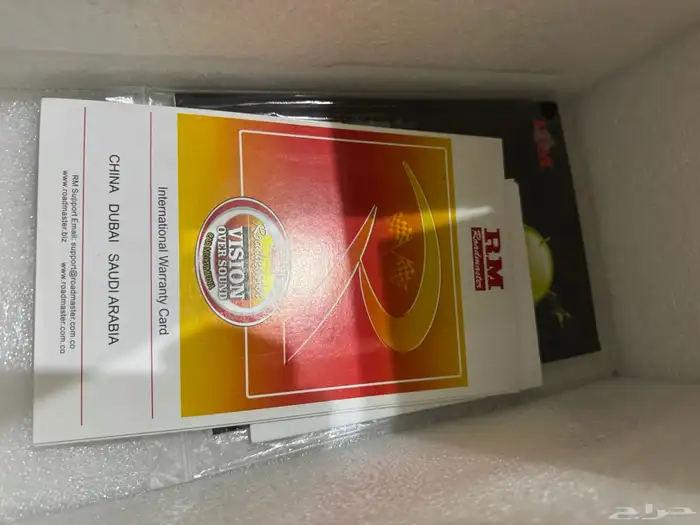 RM
Roadmaster
Roadmaster
VISION
OVER SOUND
International Warranty Card
CHINA DUBAI SAUDI ARABIA
RM Support Email: support@roadmaster.com.co
www.roadmaster.biz www.roadmaster.com.co
RM
حراج